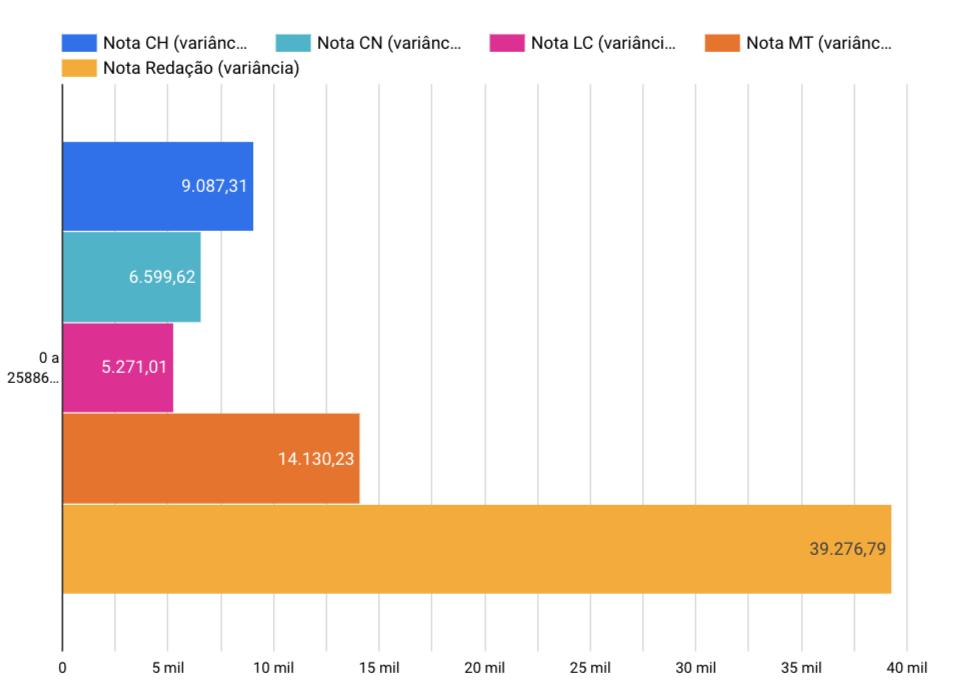 Nota CH (variânc... Nota CN (variânc... Nota LC (variânci... Nota MT (variânc...
Nota Redação (variância)
9.087,31
6.599,62
0 a
25886...
5.271,01
14.130,23
39.276,79
0 5 mil 10 mil 15 mil 20 mil 25 mil 30 mil 35 mil 40 mil